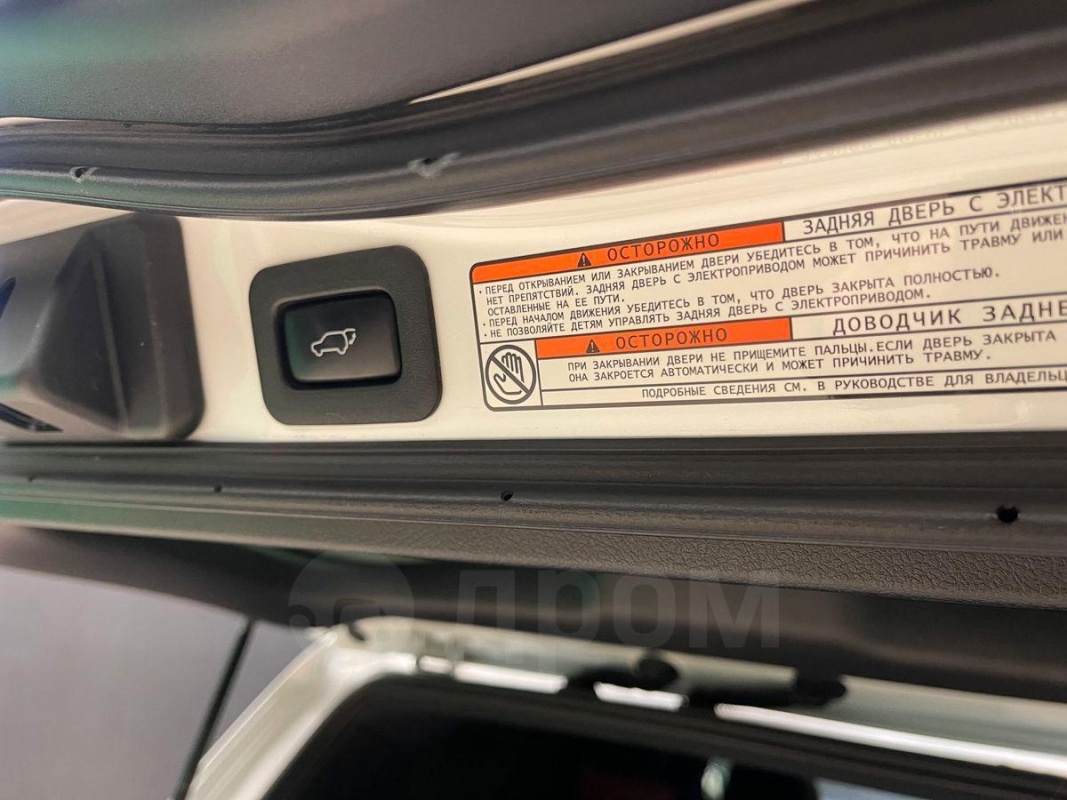 ОСТОРОЖНО
ЗАДНЯЯ ДВЕРЬ С ЭЛЕКТ
· ПЕРЕД ОТКРЫВАНИЕМ ИЛИ ЗАКРЫВАНИЕМ ДВЕРИ УБЕДИТЕСЬ В ТОМ, ЧТО НА ПУТИ ДВИЖЕН
НЕТ ПРЕПЯТСТВИЙ. ЗАДНЯЯ ДВЕРЬ С ЭЛЕКТРОПРИВОДОМ МОЖЕТ ПРИЧИНИТЬ ТРАВМУ ИЛИ
ОСТАВЛЕННЫЕ НА ЕЕ ПУТИ.
· ПЕРЕД НАЧАЛОМ ДВИЖЕНИЯ УБЕДИТЕСЬ В ТОМ, ЧТО ДВЕРЬ ЗАКРЫТА ПОЛНОСТЬЮ.
· НЕ ПОЗВОЛЯЙТЕ ДЕТЯМ УПРАВЛЯТЬ ЗАДНЯЯ ДВЕРЬ С ЭЛЕКТРОПРИВОДОМ.
ОСТОРОЖНО
ДОВОДЧИК ЗАДНЕ
ПРИ ЗАКРЫВАНИИ ДВЕРИ НЕ ПРИЩЕМИТЕ ПАЛЬЦЫ.ЕСЛИ ДВЕРЬ ЗАКРЫТА
ОНА ЗАКРОЕТСЯ АВТОМАТИЧЕСКИ И МОЖЕТ ПРИЧИНИТЬ ТРАВМУ.
ПОДРОБНЫЕ СВЕДЕНИЯ СМ. В РУКОВОДСТВЕ ДЛЯ ВЛАДЕЛЬЦ
дром